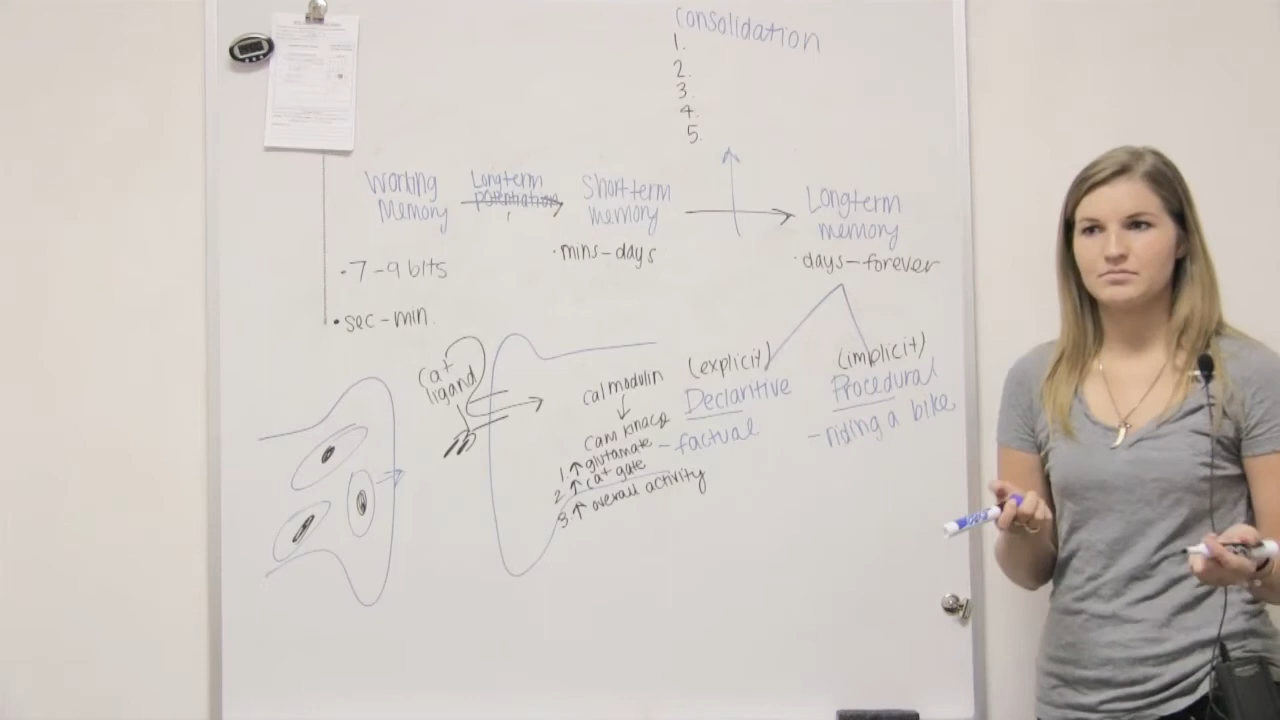 Consolidation
1.
2.
3.
4.
5.
Working
Memory
Longterm
potentiation
Short-term
memory
Longterm
memory
·7-9 bits
·sec-min.
·mins-days
·days-forever
Ca+
ligand
calmodulin
cam kinace
1.↑glutamate
2.↑ca+ gate
3.↑ overall activity
(explicit)
Declaritive
-factual
(implicit)
Procedural
-riding a bike